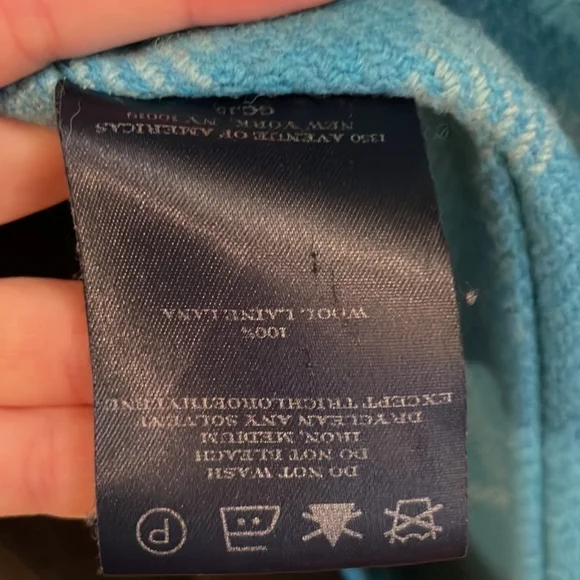 P
DO NOT WASH
DO NOT BLEACH
IRON, MEDIUM
DRYCLEAN ANY SOLVENT
EXCEPT TRICHLOROETHYLENE
100%
WOOL LAINE LANA
1350 AVENUE OF AMERICAS
NEW YORK
NY 10019